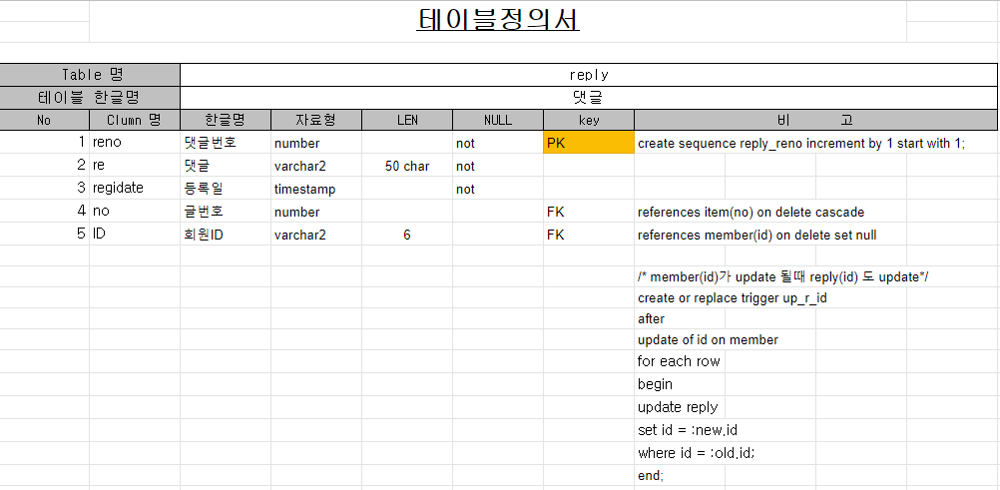 테이블정의서
Table 명 reply
테이블 한글명 댓글
No Clumn 명 한글명 자료형 LEN NULL key 비 고
1 reno 댓글번호 number not PK create sequence reply_reno increment by 1 start with 1;
2 re 댓글 varchar2 50 char not
3 regidate 등록일 timestamp not
4 no 글번호 number FK references item(no) on delete cascade
5 ID 회원ID varchar2 6 FK references member(id) on delete set null
/* member(id)가 update 될때 reply(id) 도 update*/
create or replace trigger up_r_id
after
update of id on member
for each row
begin
update reply
set id = :new.id
where id = :old.id;
end;